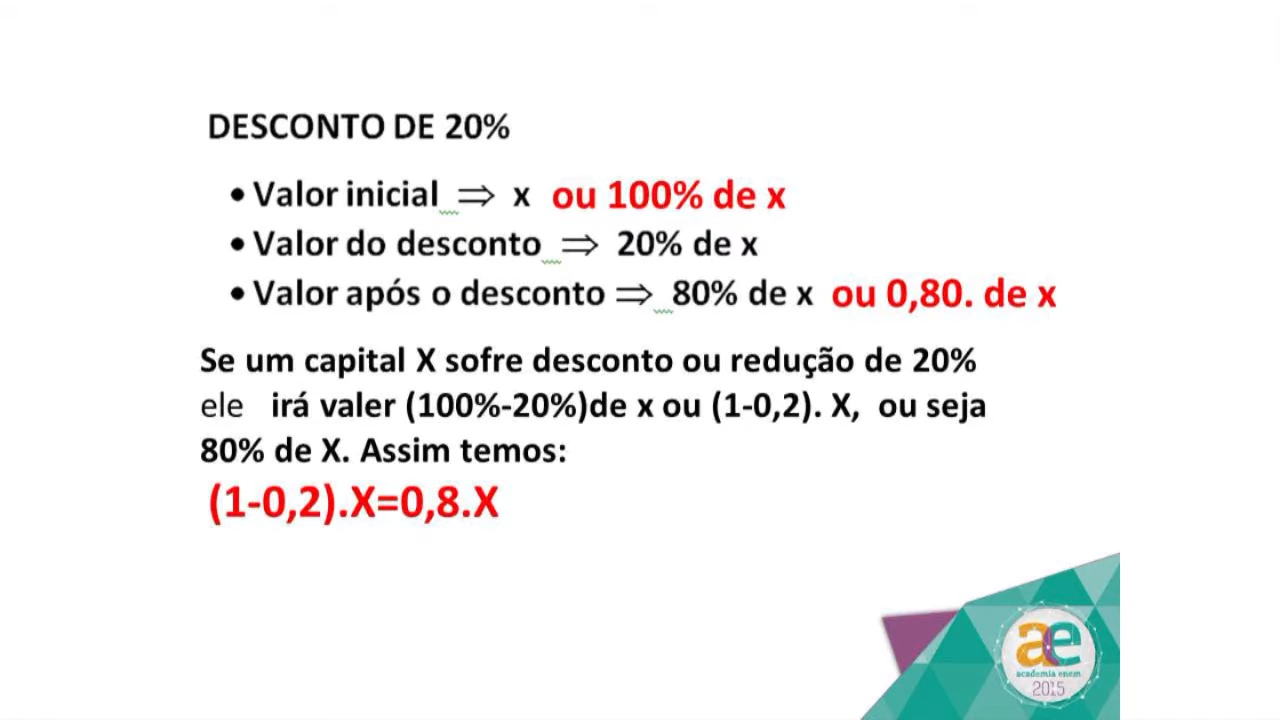 DESCONTO DE 20%
• Valor inicial ⇒ x ou 100% de x
• Valor do desconto ⇒ 20% de x
• Valor após o desconto ⇒ 80% de x ou 0,80. de x
Se um capital X sofre desconto ou redução de 20%
ele irá valer (100%-20%)de x ou (1-0,2). X, ou seja
80% de X. Assim temos:
(1-0,2).X=0,8.X
ae
academia enem
2015